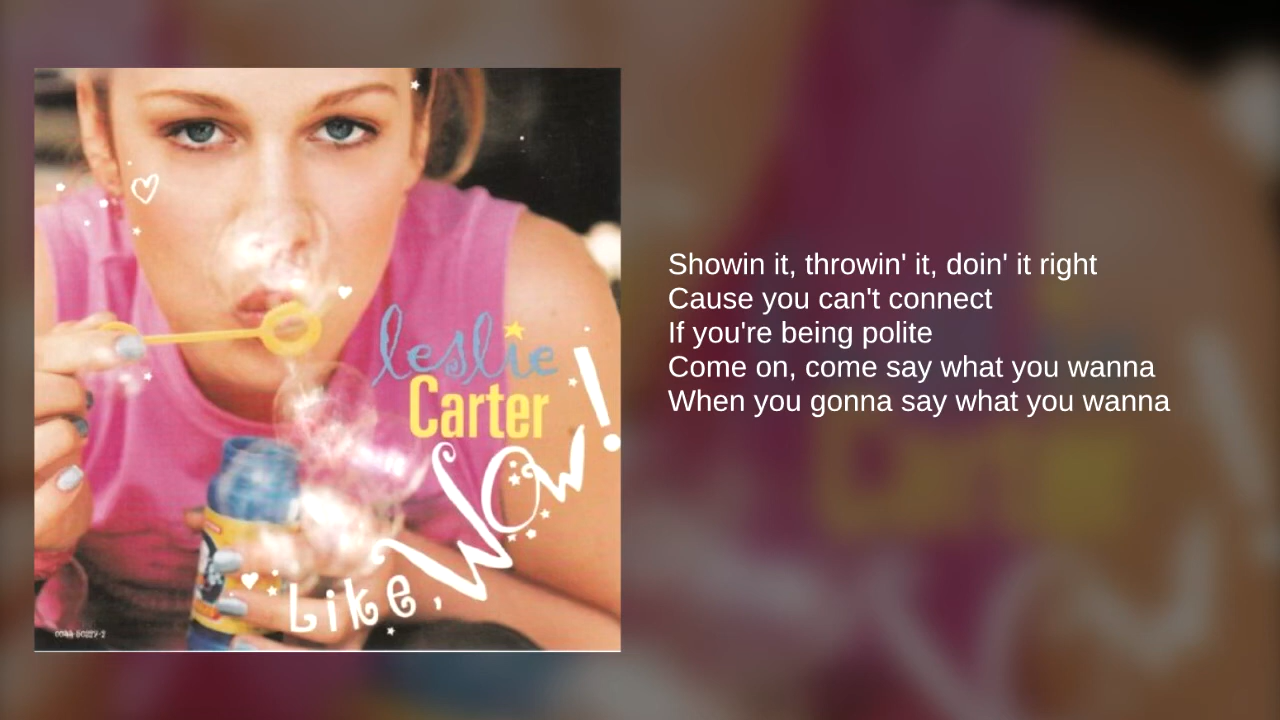 leslie
Carter
Like, Wow!
Showin it, throwin' it, doin' it right
Cause you can't connect
If you're being polite
Come on, come say what you wanna
When you gonna say what you wanna